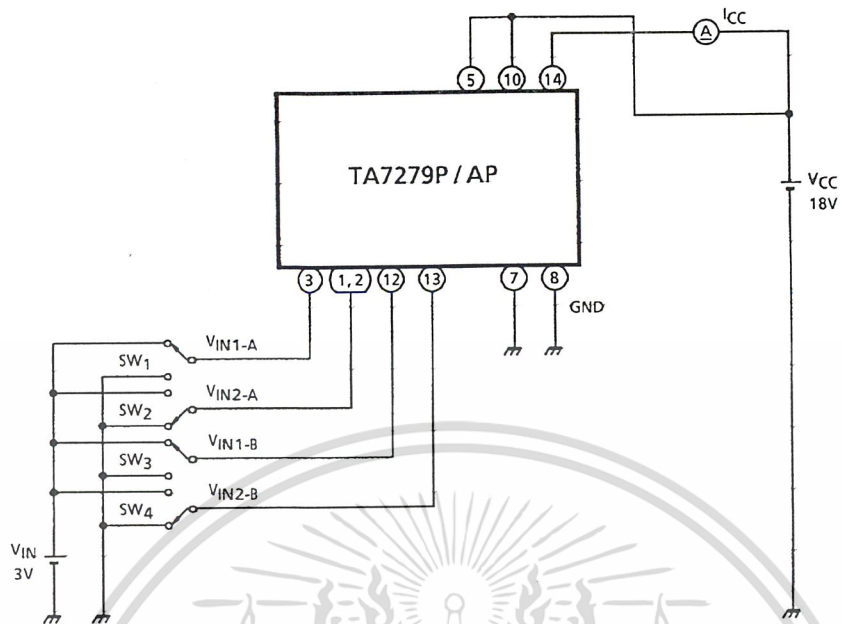 ICC
A
5
10
14
TA7279P / AP
VCC
18V
3
1, 2
12
13
7
8
GND
VIN1-A
SW1
VIN2-A
SW2
VIN1-B
SW3
VIN2-B
SW4
VIN
3V